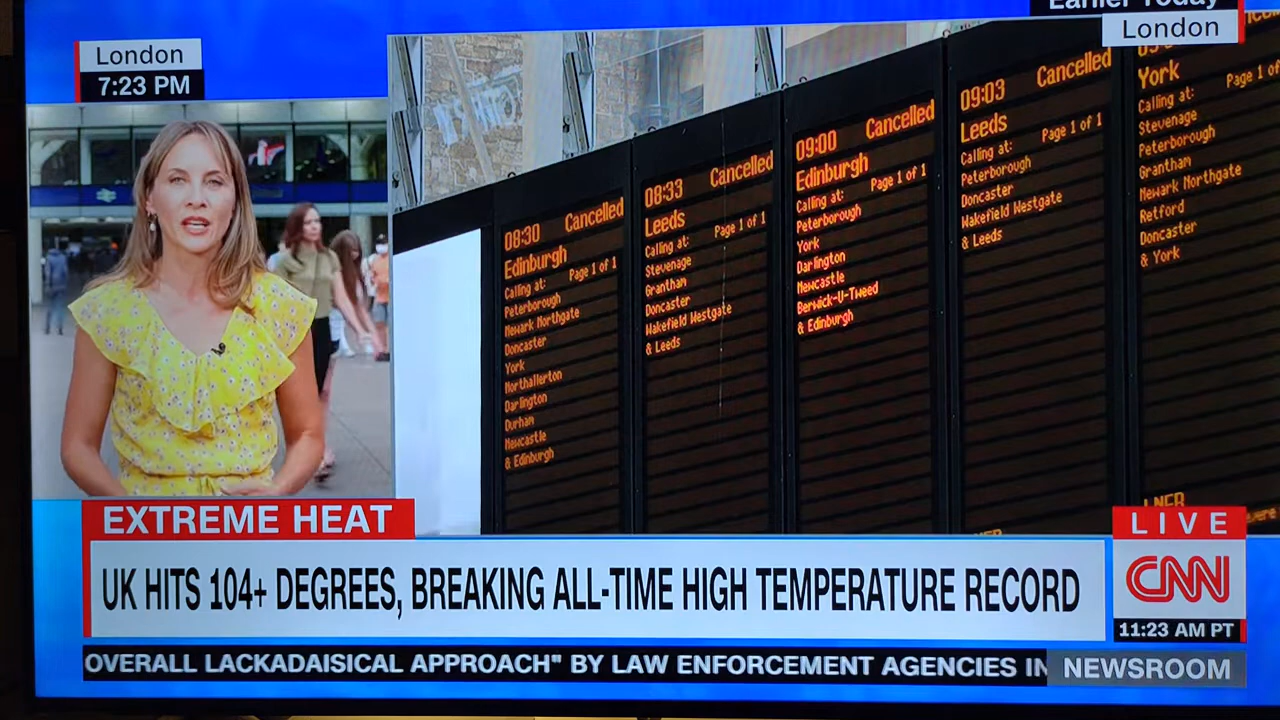 London
7:23 PM
Earlier Today
London
08:30 Cancelled
Edinburgh
Calling at: Page 1 of 1
Peterborough
Newark Northgate
Doncaster
York
Northallerton
Darlington
Durham
Newcastle
& Edinburgh
08:33 Cancelled
Leeds
Calling at: Page 1 of 1
Stevenage
Grantham
Doncaster
Wakefield Westgate
& Leeds
09:00 Cancelled
Edinburgh
Calling at: Page 1 of 1
Peterborough
York
Darlington
Newcastle
Berwick-U-Tweed
& Edinburgh
09:03 Cancelled
Leeds
Calling at: Page 1 of 1
Peterborough
Doncaster
Wakefield Westgate
& Leeds
York
Calling at: Page 1 of
Stevenage
Peterborough
Grantham
Newark Northgate
Retford
Doncaster
& York
LNER
EXTREME HEAT
UK HITS 104+ DEGREES, BREAKING ALL-TIME HIGH TEMPERATURE RECORD
LIVE
CNN
11:23 AM PT
OVERALL LACKADAISICAL APPROACH" BY LAW ENFORCEMENT AGENCIES IN
NEWSROOM